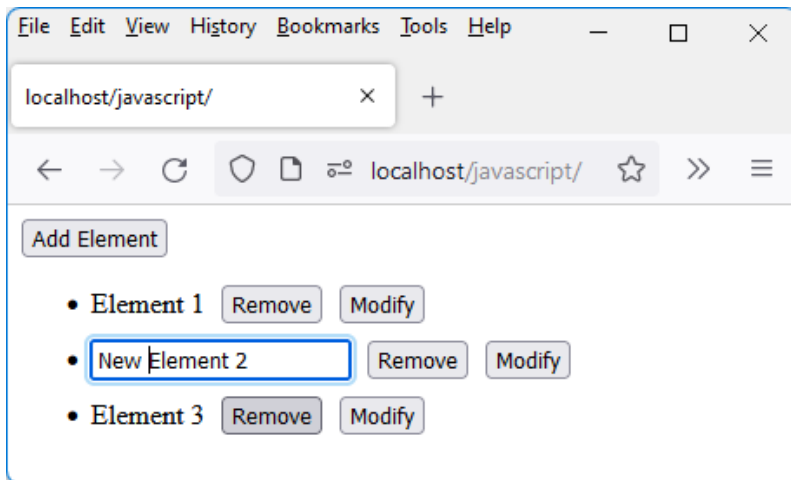 File Edit View History Bookmarks Tools Help
localhost/javascript/
localhost/javascript/
Add Element
Element 1 Remove Modify
New Element 2 Remove Modify
Element 3 Remove Modify